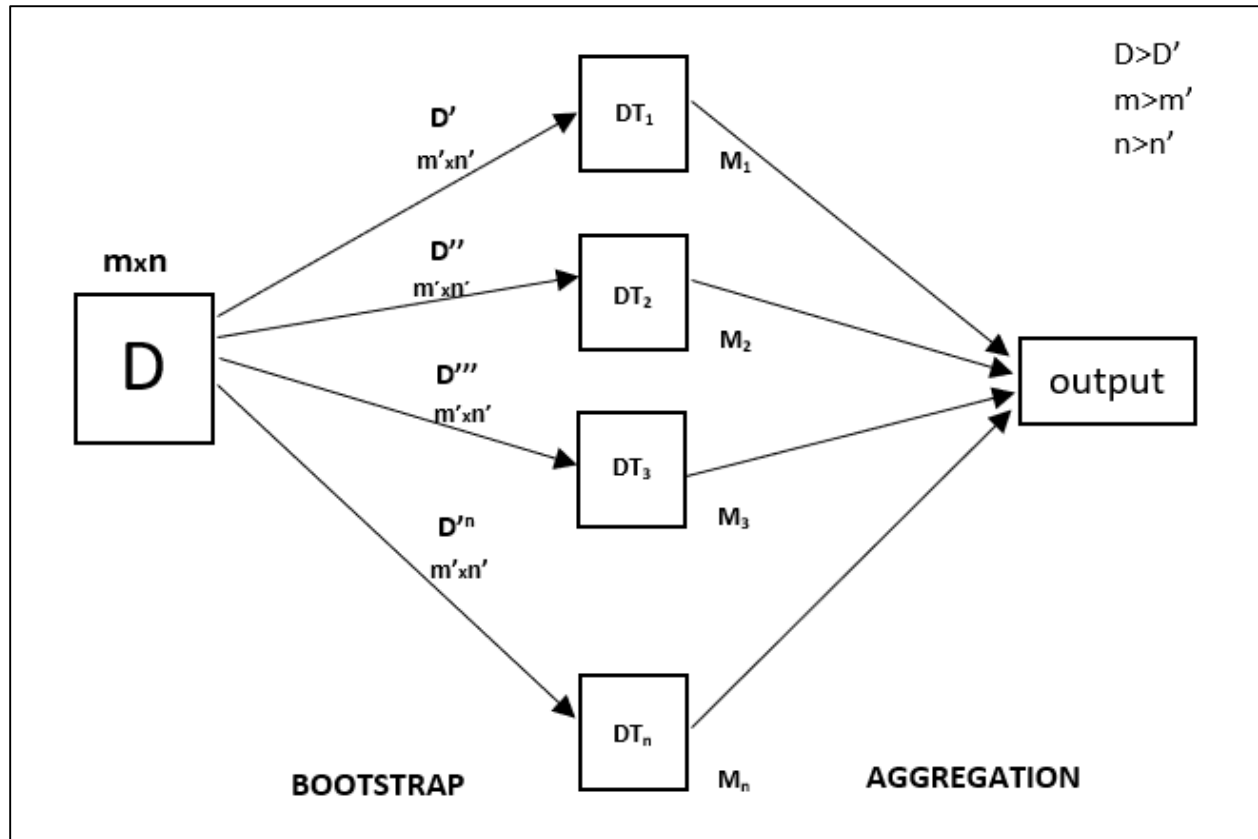 D>D’
m>m’
n>n’
mxn
D
D’
m’xn’
D’’
m’xn’
D’’’
m’xn’
D’ⁿ
m’xn’
DT₁
M₁
DT₂
M₂
DT₃
M₃
DTₙ
Mₙ
output
BOOTSTRAP
AGGREGATION